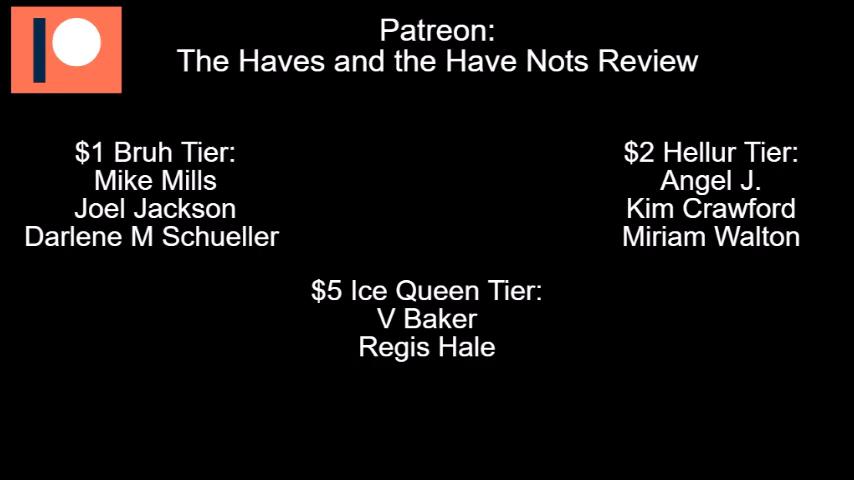 Patreon:
The Haves and the Have Nots Review
$1 Bruh Tier:
Mike Mills
Joel Jackson
Darlene M Schueller
$2 Hellur Tier:
Angel J.
Kim Crawford
Miriam Walton
$5 Ice Queen Tier:
V Baker
Regis Hale